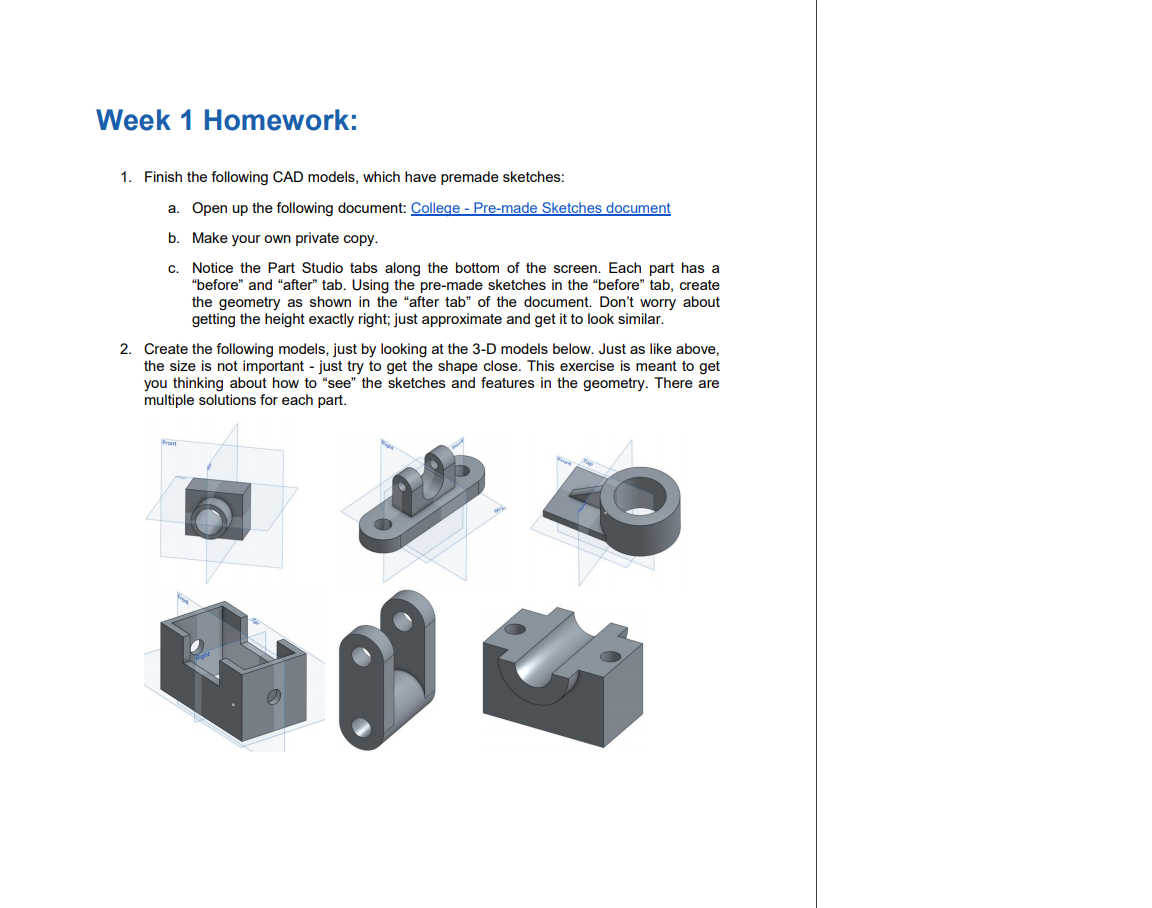 Week 1 Homework:
1. Finish the following CAD models, which have premade sketches:
a. Open up the following document: College - Pre-made Sketches document
b. Make your own private copy.
c. Notice the Part Studio tabs along the bottom of the screen. Each part has a
“before” and “after” tab. Using the pre-made sketches in the “before” tab, create
the geometry as shown in the “after tab” of the document. Don’t worry about
getting the height exactly right; just approximate and get it to look similar.
2. Create the following models, just by looking at the 3-D models below. Just as like above,
the size is not important - just try to get the shape close. This exercise is meant to get
you thinking about how to “see” the sketches and features in the geometry. There are
multiple solutions for each part.
Front
Right
Front Top
Front
Top
Right